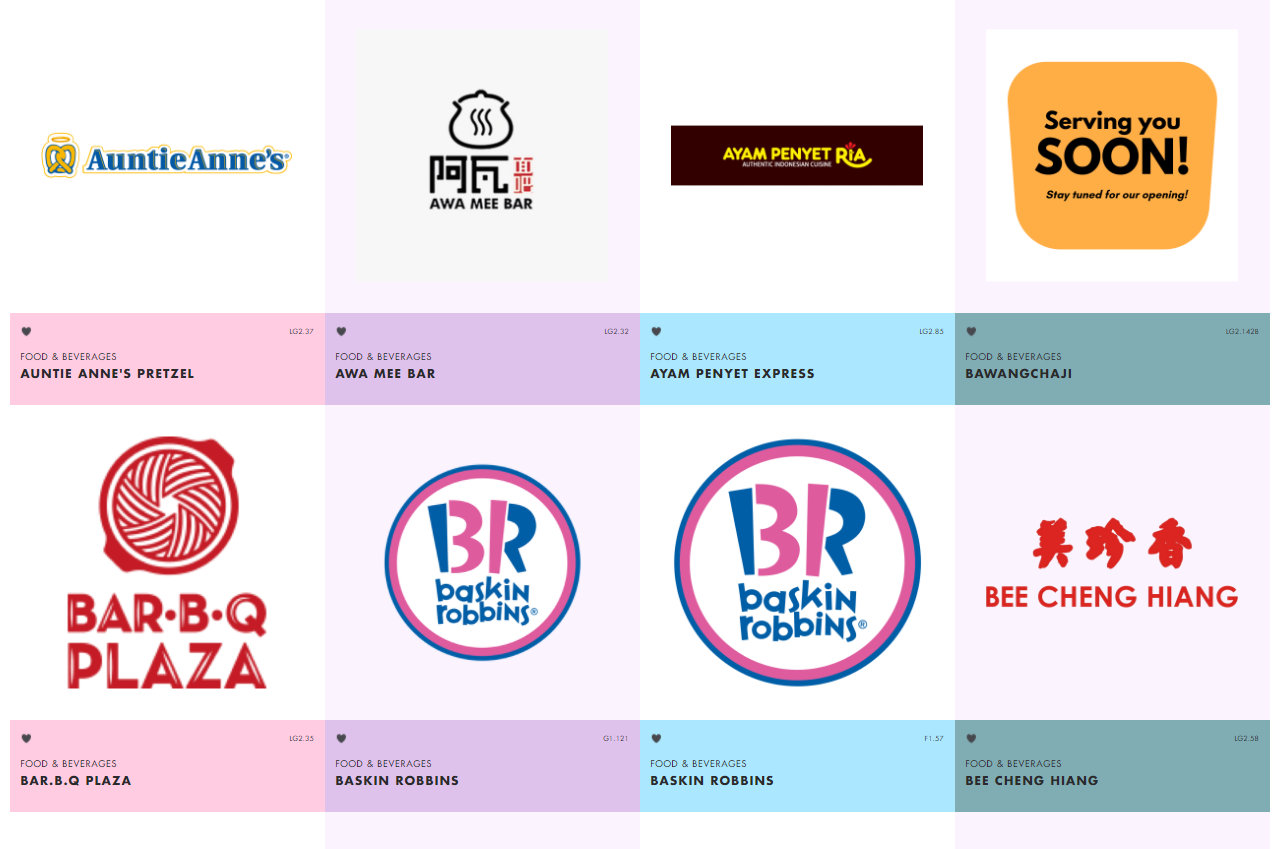 Auntie Anne's®
阿瓦
AWA MEE BAR
AYAM PENYET RIA
AUTHENTIC INDONESIAN CUISINE
Serving you
SOON!
Stay tuned for our opening!
LG2.37
FOOD & BEVERAGES
AUNTIE ANNE'S PRETZEL
LG2.32
FOOD & BEVERAGES
AWA MEE BAR
LG2.85
FOOD & BEVERAGES
AYAM PENYET EXPRESS
LG2.142B
FOOD & BEVERAGES
BAWANGCHAJI
BAR·B·Q
PLAZA
BR
baskin
robbins®
BR
baskin
robbins®
美珍香
BEE CHENG HIANG
LG2.35
FOOD & BEVERAGES
BAR.B.Q PLAZA
G1.121
FOOD & BEVERAGES
BASKIN ROBBINS
F1.57
FOOD & BEVERAGES
BASKIN ROBBINS
LG2.58
FOOD & BEVERAGES
BEE CHENG HIANG